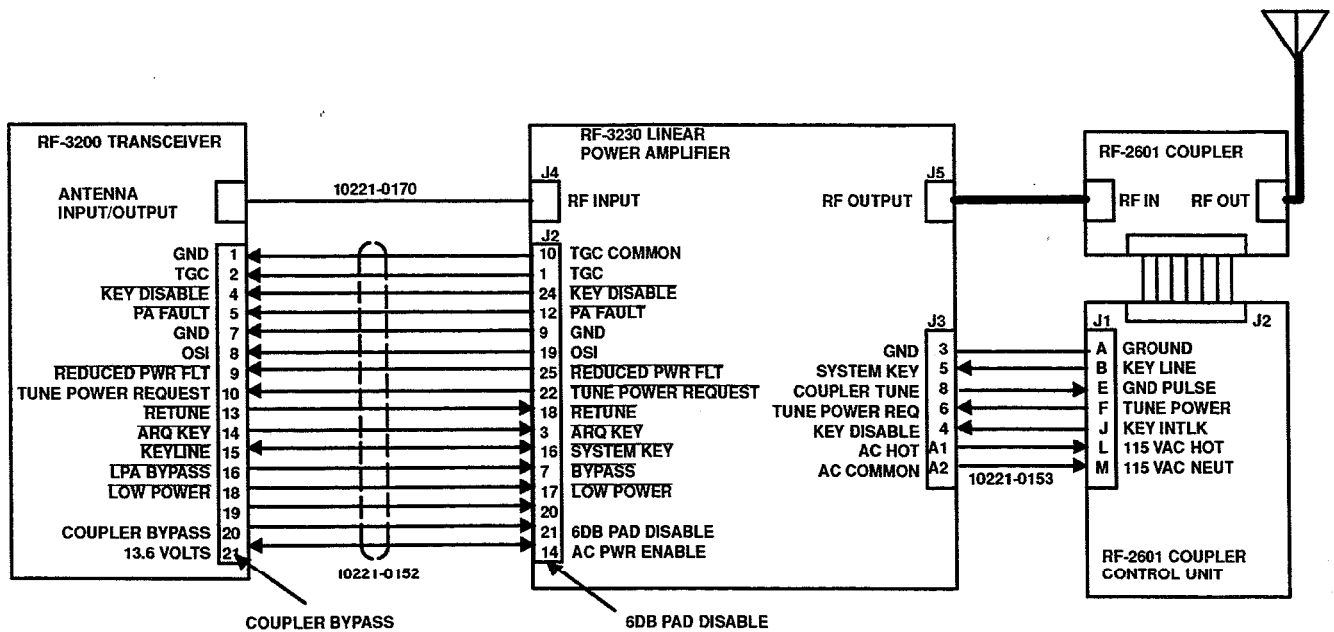 RF-3200 TRANSCEIVER
ANTENNA
INPUT/OUTPUT
GND 1
TGC 2
KEY DISABLE 4
PA FAULT 5
GND 7
OSI 8
REDUCED PWR FLT 9
TUNE POWER REQUEST 10
RETUNE 13
ARQ KEY 14
KEYLINE 15
LPA BYPASS 16
LOW POWER 18
19
COUPLER BYPASS 20
13.6 VOLTS 21
COUPLER BYPASS
10221-0170
10221-0152
RF-3230 LINEAR
POWER AMPLIFIER
J4
RF INPUT
J2
10 TGC COMMON
1 TGC
24 KEY DISABLE
12 PA FAULT
9 GND
19 OSI
25 REDUCED PWR FLT
22 TUNE POWER REQUEST
18 RETUNE
3 ARQ KEY
16 SYSTEM KEY
7 BYPASS
17 LOW POWER
20
21 6DB PAD DISABLE
14 AC PWR ENABLE
6DB PAD DISABLE
J5
RF OUTPUT
J3
GND 3
SYSTEM KEY 5
COUPLER TUNE 8
TUNE POWER REQ 6
KEY DISABLE 4
AC HOT A1
AC COMMON A2
10221-0153
RF-2601 COUPLER
RF IN RF OUT
J1 J2
A GROUND
B KEY LINE
E GND PULSE
F TUNE POWER
J KEY INTLK
L 115 VAC HOT
M 115 VAC NEUT
RF-2601 COUPLER
CONTROL UNIT